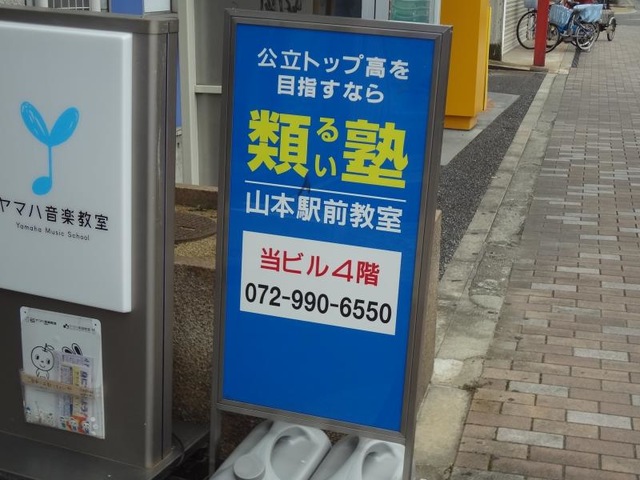 ヤマハ音楽教室
Yamaha Music School
公立トップ高を
目指すなら
類塾
るい
山本駅前教室
当ビル4階
072-990-6550